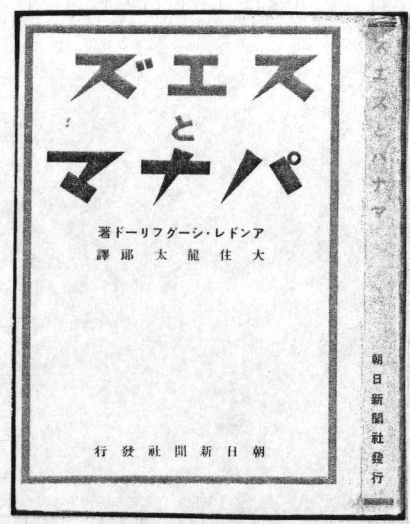 スエズ
と
パナマ
アンドレ・シーグフリード著
大住龍太郎譯
朝日新聞社發行
スエズとパナマ
朝日新聞社發行